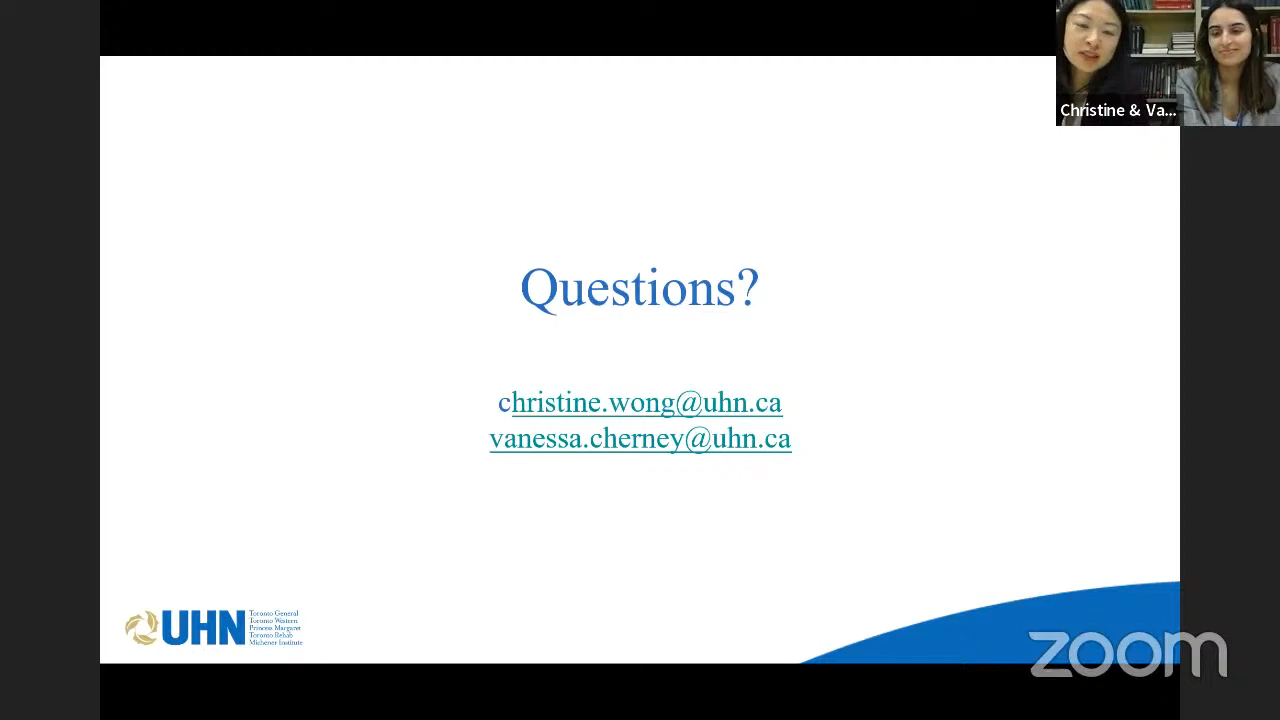 Christine & Va...
Questions?
christine.wong@uhn.ca
vanessa.cherney@uhn.ca
UHN
Toronto General
Toronto Western
Princess Margaret
Toronto Rehab
Michener Institute
zoom